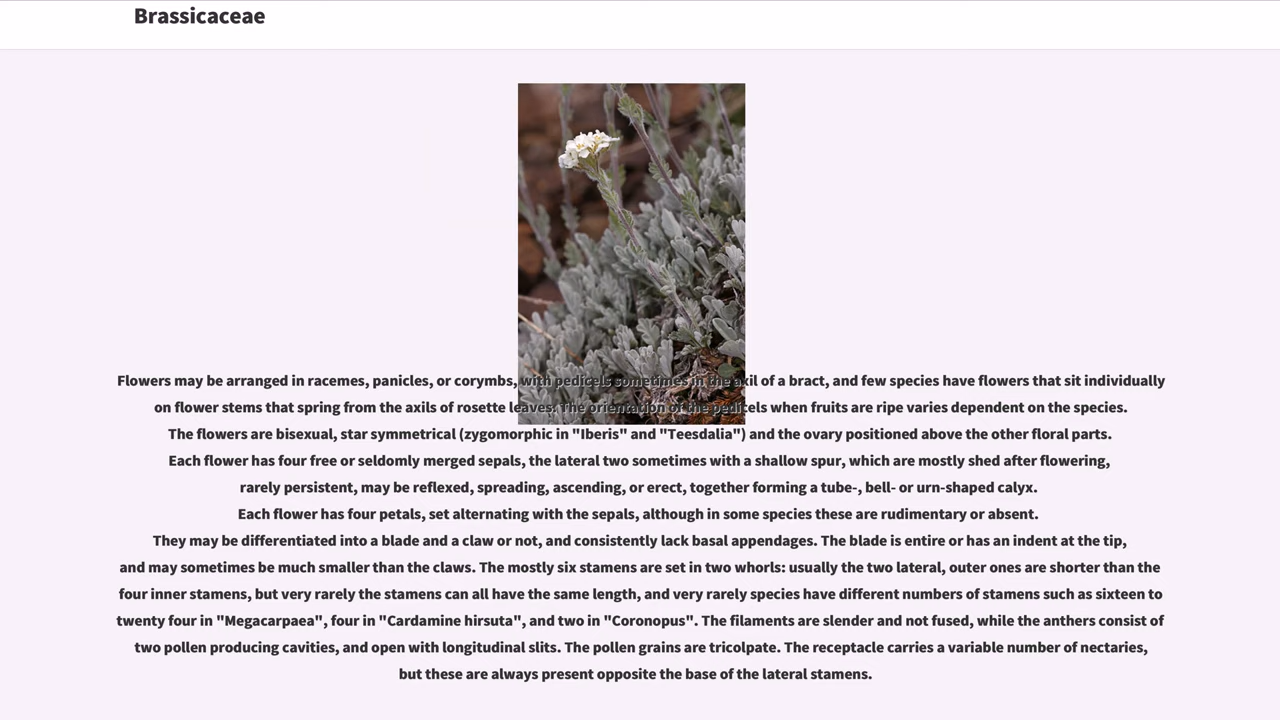 Brassicaceae
Flowers may be arranged in racemes, panicles, or corymbs, with pedicels sometimes in the axil of a bract, and few species have flowers that sit individually
on flower stems that spring from the axils of rosette leaves. The orientation of the pedicels when fruits are ripe varies dependent on the species.
The flowers are bisexual, star symmetrical (zygomorphic in "Iberis" and "Teesdalia") and the ovary positioned above the other floral parts.
Each flower has four free or seldomly merged sepals, the lateral two sometimes with a shallow spur, which are mostly shed after flowering,
rarely persistent, may be reflexed, spreading, ascending, or erect, together forming a tube-, bell- or urn-shaped calyx.
Each flower has four petals, set alternating with the sepals, although in some species these are rudimentary or absent.
They may be differentiated into a blade and a claw or not, and consistently lack basal appendages. The blade is entire or has an indent at the tip,
and may sometimes be much smaller than the claws. The mostly six stamens are set in two whorls: usually the two lateral, outer ones are shorter than the
four inner stamens, but very rarely the stamens can all have the same length, and very rarely species have different numbers of stamens such as sixteen to
twenty four in "Megacarpaea", four in "Cardamine hirsuta", and two in "Coronopus". The filaments are slender and not fused, while the anthers consist of
two pollen producing cavities, and open with longitudinal slits. The pollen grains are tricolpate. The receptacle carries a variable number of nectaries,
but these are always present opposite the base of the lateral stamens.